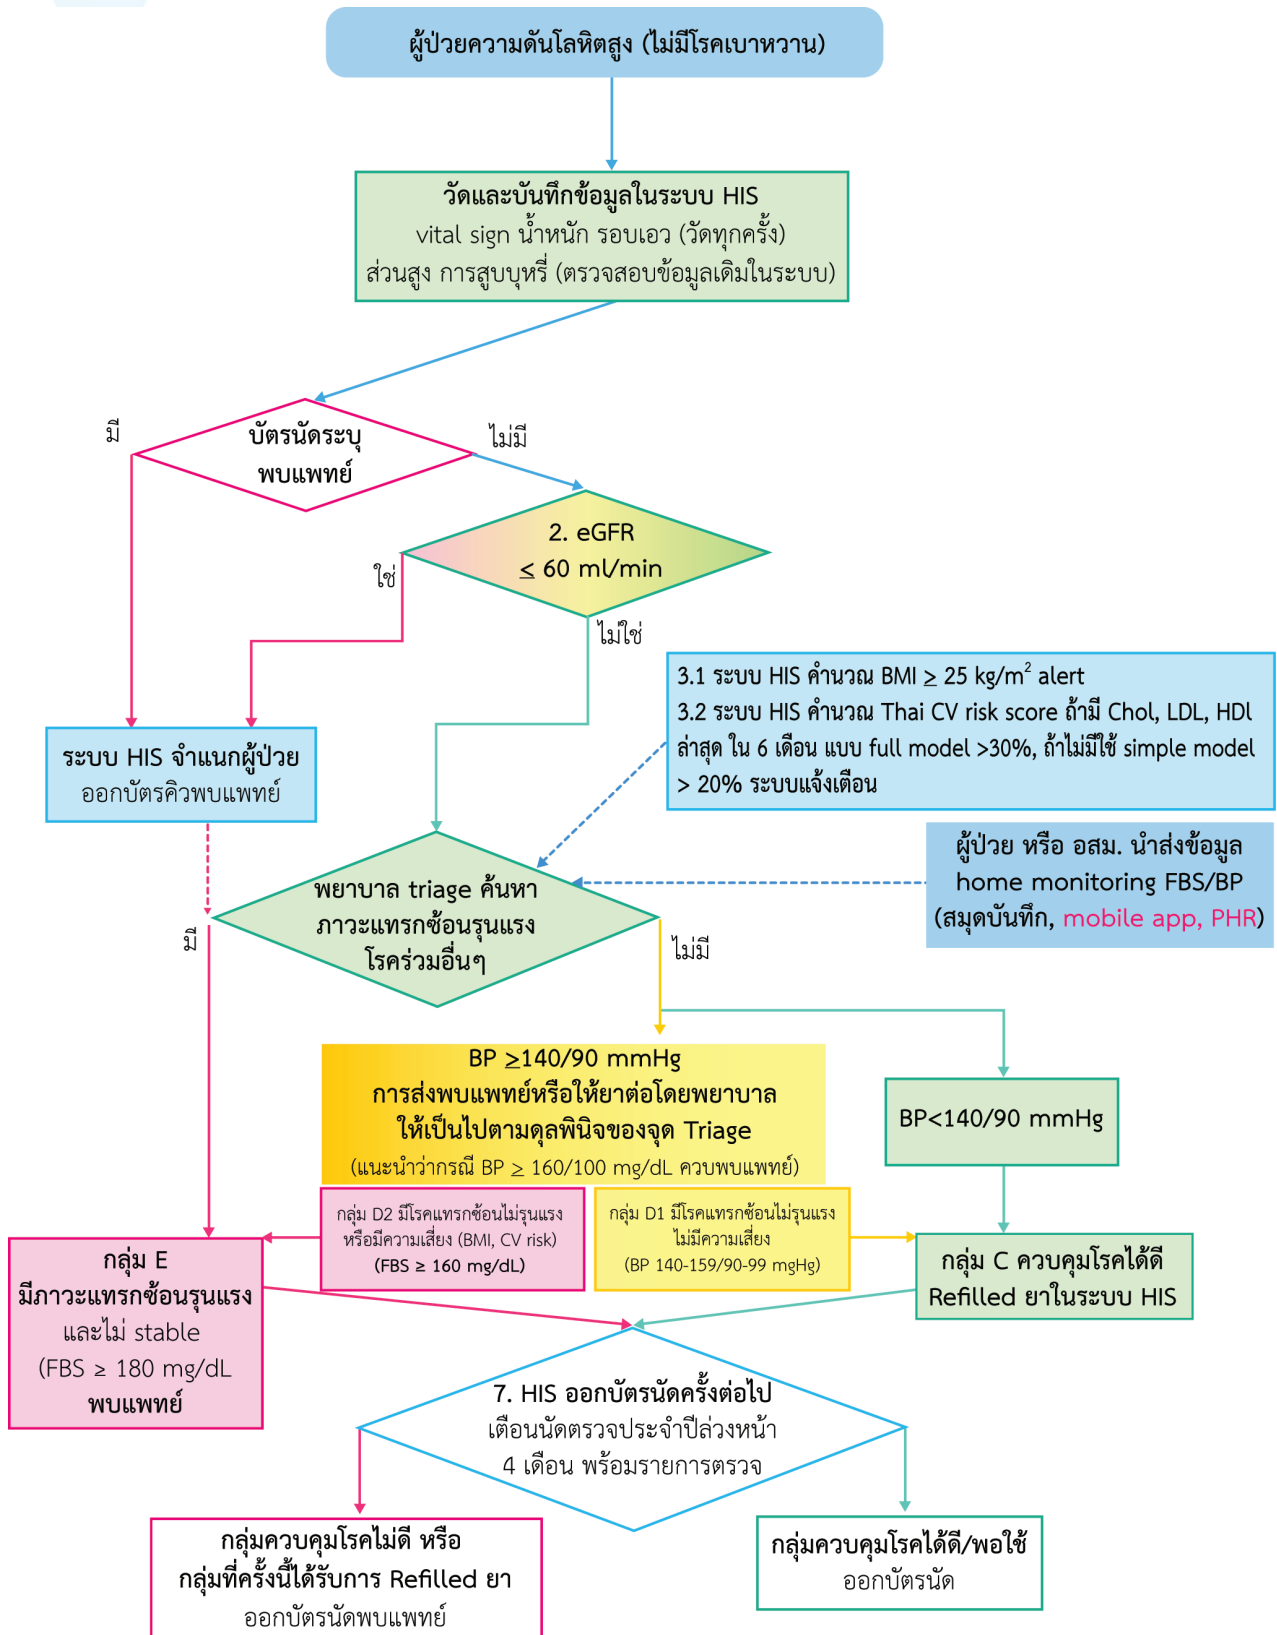 ผู้ป่วยความดันโลหิตสูง (ไม่มีโรคเบาหวาน)
วัดและบันทึกข้อมูลในระบบ HIS
vital sign น้ำหนัก รอบเอว (วัดทุกครั้ง)
ส่วนสูง การสูบบุหรี่ (ตรวจสอบข้อมูลเดิมในระบบ)
มี
บัตรนัดระบุ
พบแพทย์
ไม่มี
2. eGFR
≤ 60 ml/min
ใช่
ไม่ใช่
3.1 ระบบ HIS คำนวณ BMI ≥ 25 kg/m² alert
3.2 ระบบ HIS คำนวณ Thai CV risk score ถ้ามี Chol, LDL, HDl
ล่าสุด ใน 6 เดือน แบบ full model >30%, ถ้าไม่มีใช้ simple model
> 20% ระบบแจ้งเตือน
ระบบ HIS จำแนกผู้ป่วย
ออกบัตรคิวพบแพทย์
ผู้ป่วย หรือ อสม. นำส่งข้อมูล
home monitoring FBS/BP
(สมุดบันทึก, mobile app, PHR)
พยาบาล triage ค้นหา
ภาวะแทรกซ้อนรุนแรง
โรคร่วมอื่นๆ
มี
ไม่มี
BP ≥140/90 mmHg
การส่งพบแพทย์หรือให้ยาต่อโดยพยาบาล
ให้เป็นไปตามดุลพินิจของจุด Triage
(แนะนำว่ากรณี BP ≥ 160/100 mg/dL ควบพบแพทย์)
BP<140/90 mmHg
กลุ่ม D2 มีโรคแทรกซ้อนไม่รุนแรง
หรือมีความเสี่ยง (BMI, CV risk)
(FBS ≥ 160 mg/dL)
กลุ่ม D1 มีโรคแทรกซ้อนไม่รุนแรง
ไม่มีความเสี่ยง
(BP 140-159/90-99 mgHg)
กลุ่ม E
มีภาวะแทรกซ้อนรุนแรง
และไม่ stable
(FBS ≥ 180 mg/dL
พบแพทย์
กลุ่ม C ควบคุมโรคได้ดี
Refilled ยาในระบบ HIS
7. HIS ออกบัตรนัดครั้งต่อไป
เตือนนัดตรวจประจำปีล่วงหน้า
4 เดือน พร้อมรายการตรวจ
กลุ่มควบคุมโรคไม่ดี หรือ
กลุ่มที่ครั้งนี้ได้รับการ Refilled ยา
ออกบัตรนัดพบแพทย์
กลุ่มควบคุมโรคได้ดี/พอใช้
ออกบัตรนัด